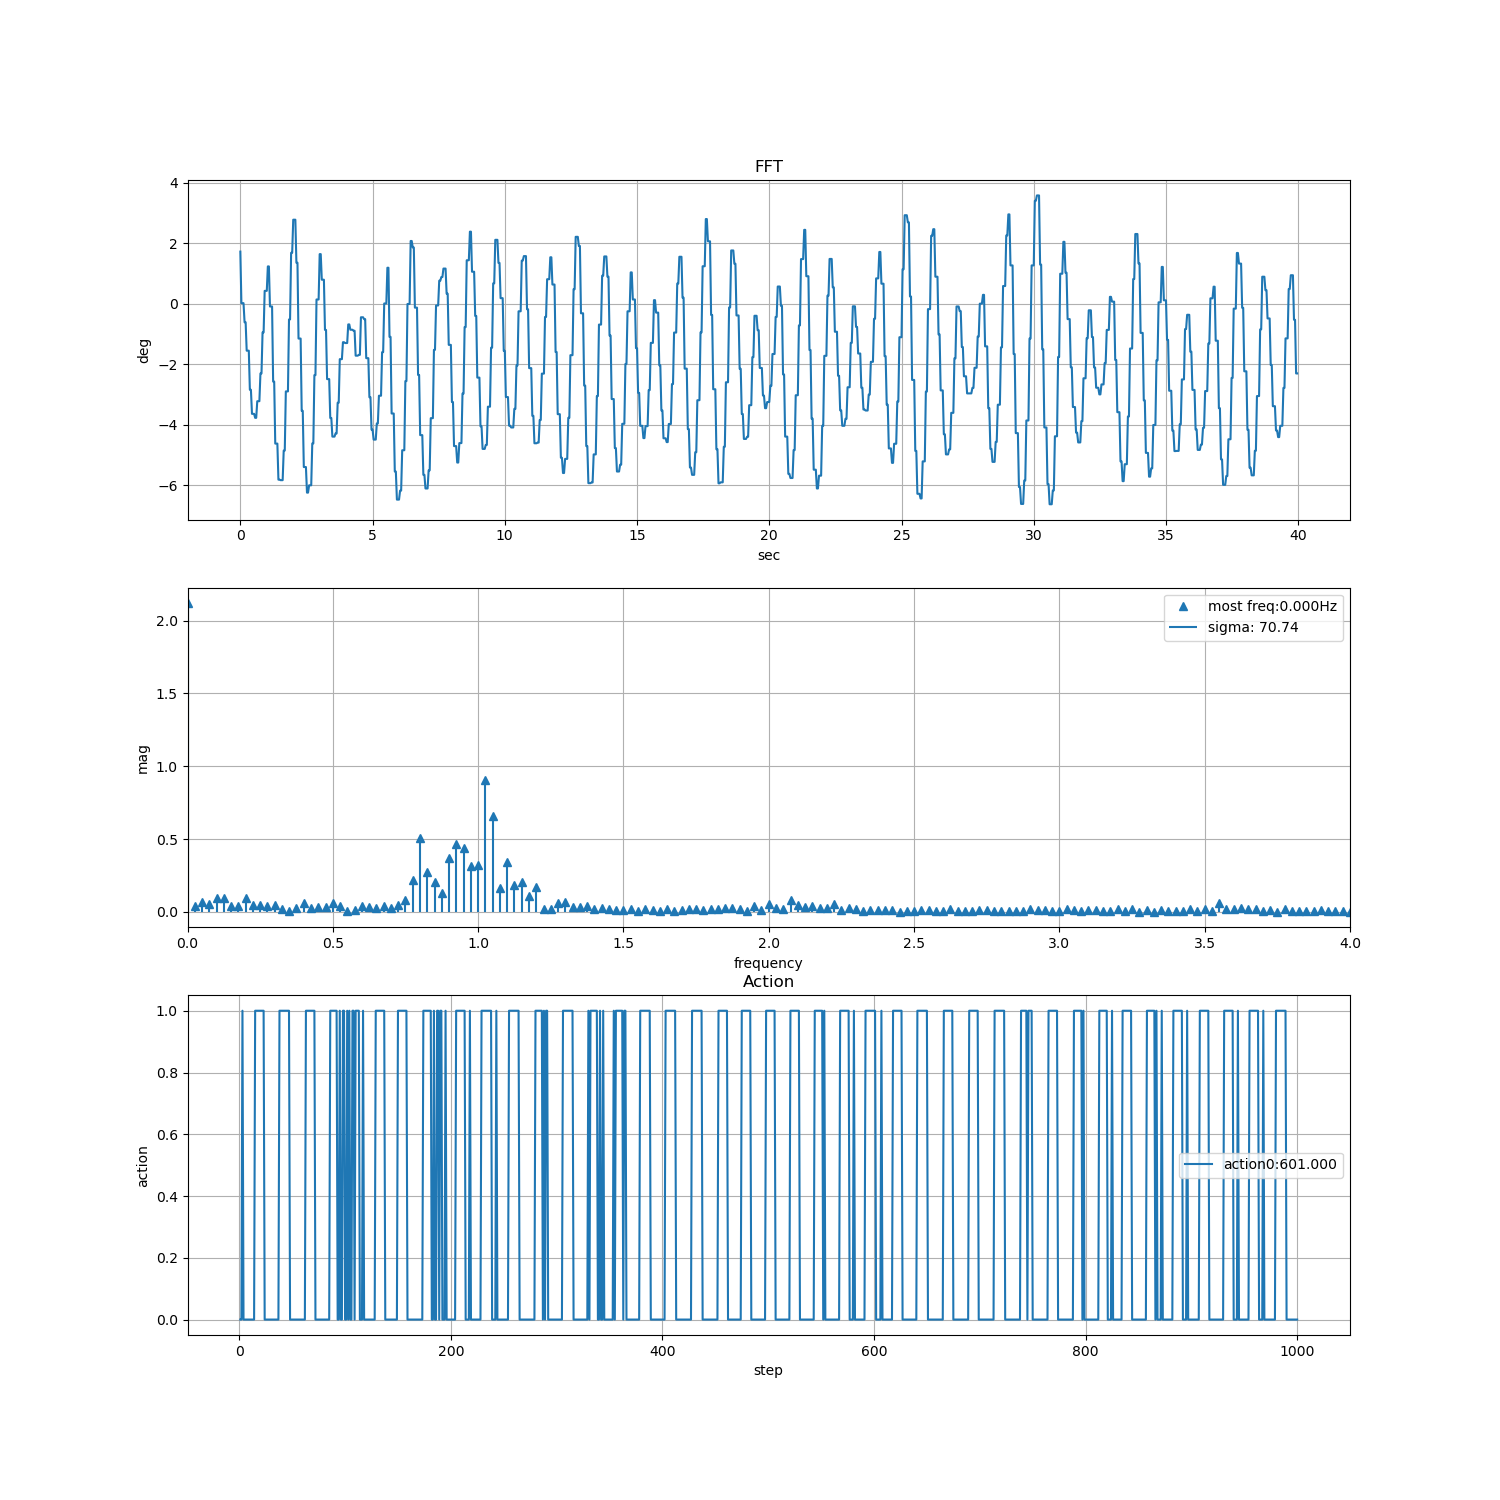 FFT
4
2
0
−2
−4
−6
deg
0 5 10 15 20 25 30 35 40
sec
most freq:0.000Hz
sigma: 70.74
2.0
1.5
1.0
0.5
0.0
mag
0.0 0.5 1.0 1.5 2.0 2.5 3.0 3.5 4.0
frequency
Action
1.0
0.8
0.6
0.4
0.2
0.0
action
action0:601.000
0 200 400 600 800 1000
step